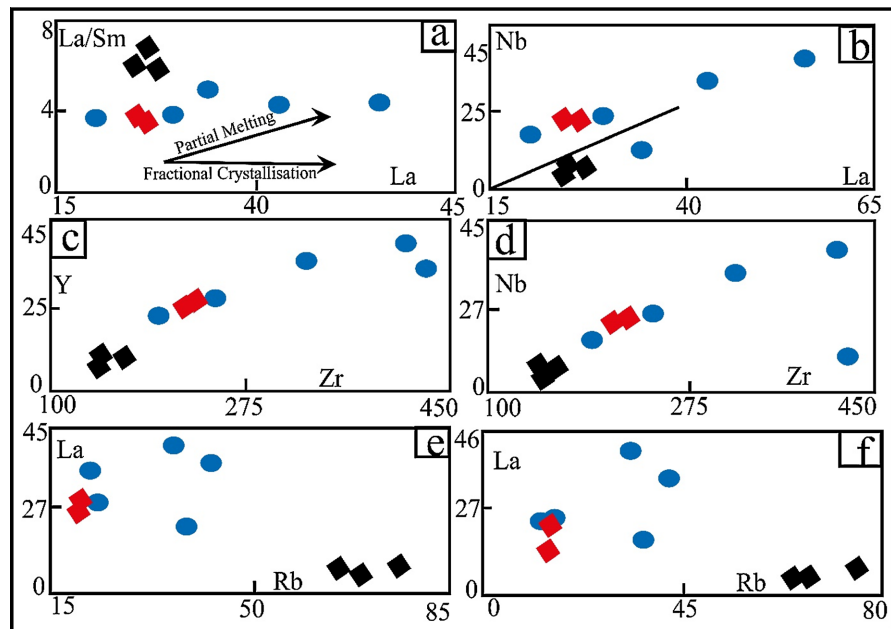 8
La/Sm
a
4
Partial Melting
Fractional Crystallisation
0
La
15
40
45
Nb
b
45
25
0
La
15
40
65
45
c
Y
25
0
Zr
100
275
450
45
d
Nb
27
0
Zr
100
275
450
45
La
e
27
0
Rb
15
50
85
46
La
f
27
0
Rb
0
45
80